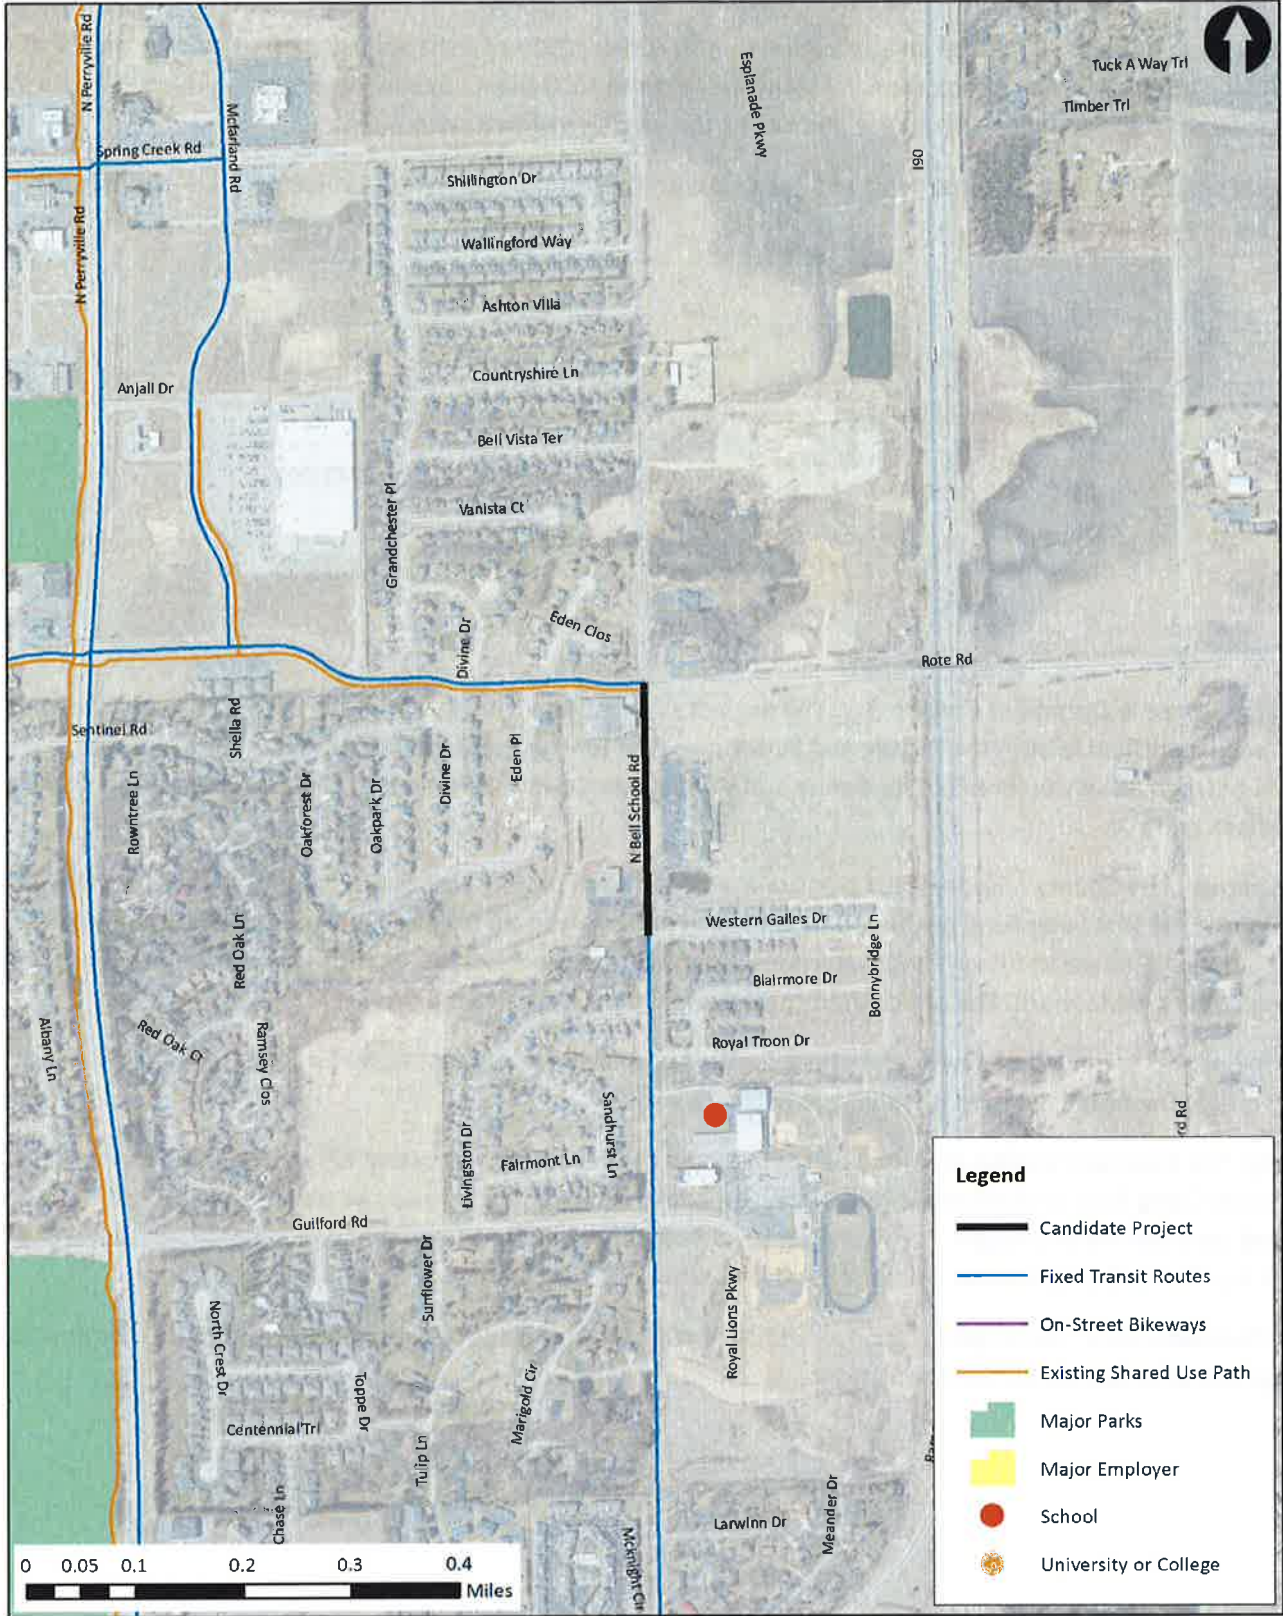 N Perryville Rd
Mcfarland Rd
Esplanade Pkwy
Tuck A Way Trl
Timber Trl
Spring Creek Rd
I90
Shillington Dr
N Perryville Rd
Wallingford Way
Ashton Villa
Countryshire Ln
Anjali Dr
Bell Vista Ter
Grandchester Pl
Vanista Ct
Eden Clos
Divine Dr
Rote Rd
Sentinel Rd
Shella Rd
Rowntree Ln
Oakforest Dr
Oakpark Dr
Divine Dr
Eden Pl
N Bell School Rd
Red Oak Ln
Western Gailes Dr
Bonnybridge Ln
Blairmore Dr
Albany Ln
Red Oak Ct
Ramsey Clos
Royal Troon Dr
Sandhurst Ln
Livingston Dr
Fairmont Ln
rd Rd
Guilford Rd
Sunflower Dr
Royal Lions Pkwy
North Crest Dr
Toppe Dr
Marigold Cir
Centennial Trl
Tulip Ln
Chase Ln
Larwinn Dr
Meander Dr
Mcknight Cir
Legend
Candidate Project
Fixed Transit Routes
On-Street Bikeways
Existing Shared Use Path
Major Parks
Major Employer
School
University or College
0 0.05 0.1 0.2 0.3 0.4
Miles